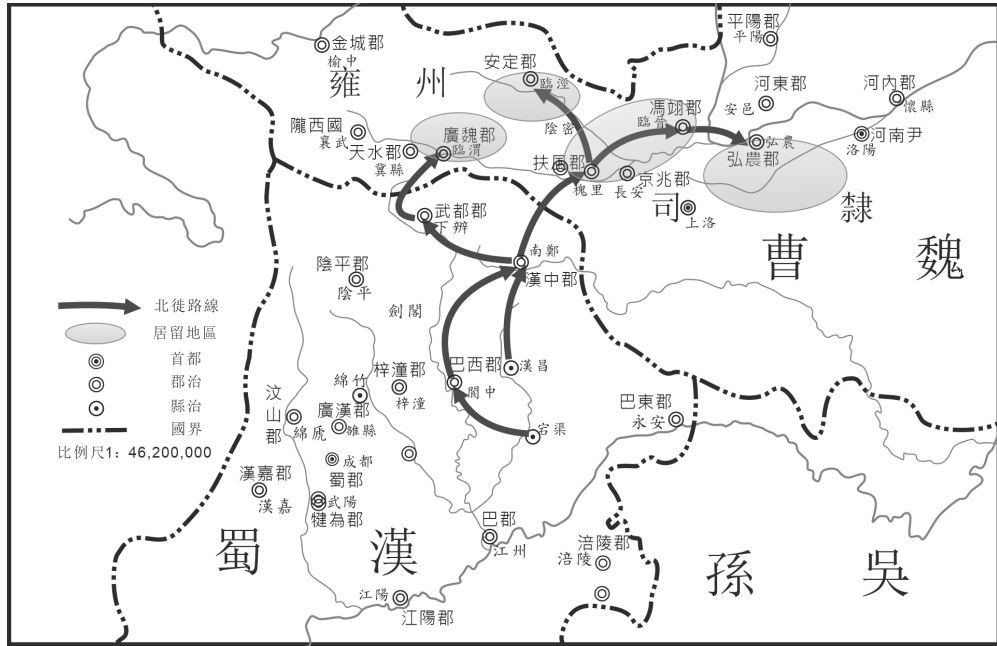 平陽郡
平陽
金城郡
榆中
雍州
安定郡
臨涇
陰密
馮翊郡
臨晉
河東郡
安邑
河內郡
懷縣
河南尹
洛陽
隴西國
襄武
天水郡
冀縣
廣魏郡
臨渭
扶風郡
槐里
京兆郡
長安
弘農
弘農郡
司
隸
上洛
曹魏
武都郡
下辨
南鄭
漢中郡
陰平郡
陰平
劍閣
北徙路線
居留地區
首都
郡治
縣治
國界
比例尺1：46,200,000
梓潼郡
梓潼
巴西郡
閬中
漢昌
綿竹
廣漢郡
雒縣
汶山郡
綿虒
宕渠
巴東郡
永安
成都
蜀郡
漢嘉郡
漢嘉
武陽
犍為郡
巴郡
江州
涪陵郡
涪陵
蜀漢
孫吳
江陽
江陽郡